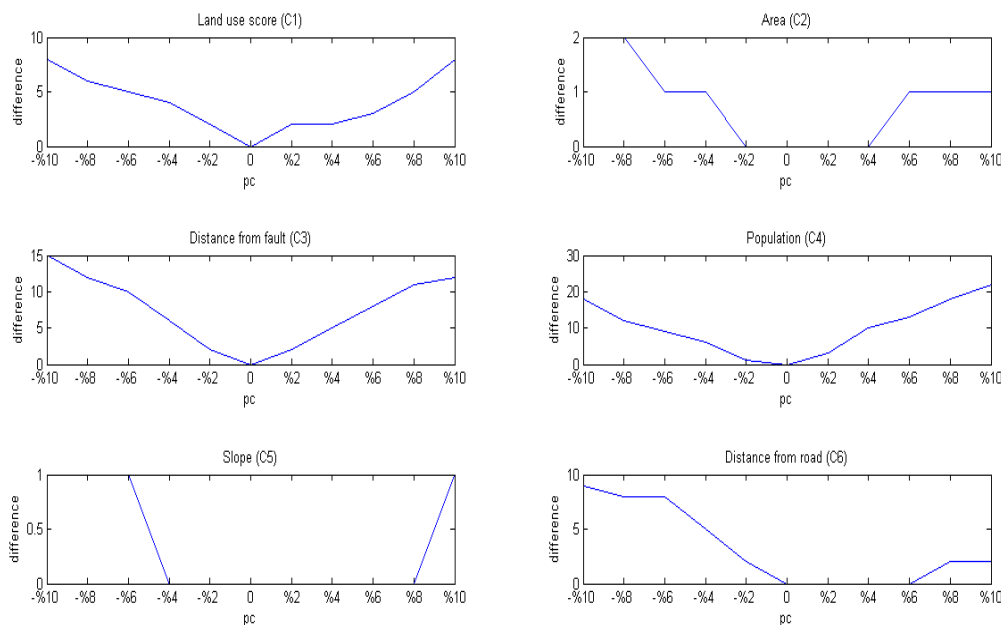 Land use score (C1)
10
5
0
difference
-%10 -%8 -%6 -%4 -%2 0 %2 %4 %6 %8 %10
pc
Area (C2)
2
1
0
difference
-%10 -%8 -%6 -%4 -%2 0 %2 %4 %6 %8 %10
pc
Distance from fault (C3)
15
10
5
0
difference
-%10 -%8 -%6 -%4 -%2 0 %2 %4 %6 %8 %10
pc
Population (C4)
30
20
10
0
difference
-%10 -%8 -%6 -%4 -%2 0 %2 %4 %6 %8 %10
pc
Slope (C5)
1
0.5
0
difference
-%10 -%8 -%6 -%4 -%2 0 %2 %4 %6 %8 %10
pc
Distance from road (C6)
10
5
0
difference
-%10 -%8 -%6 -%4 -%2 0 %2 %4 %6 %8 %10
pc